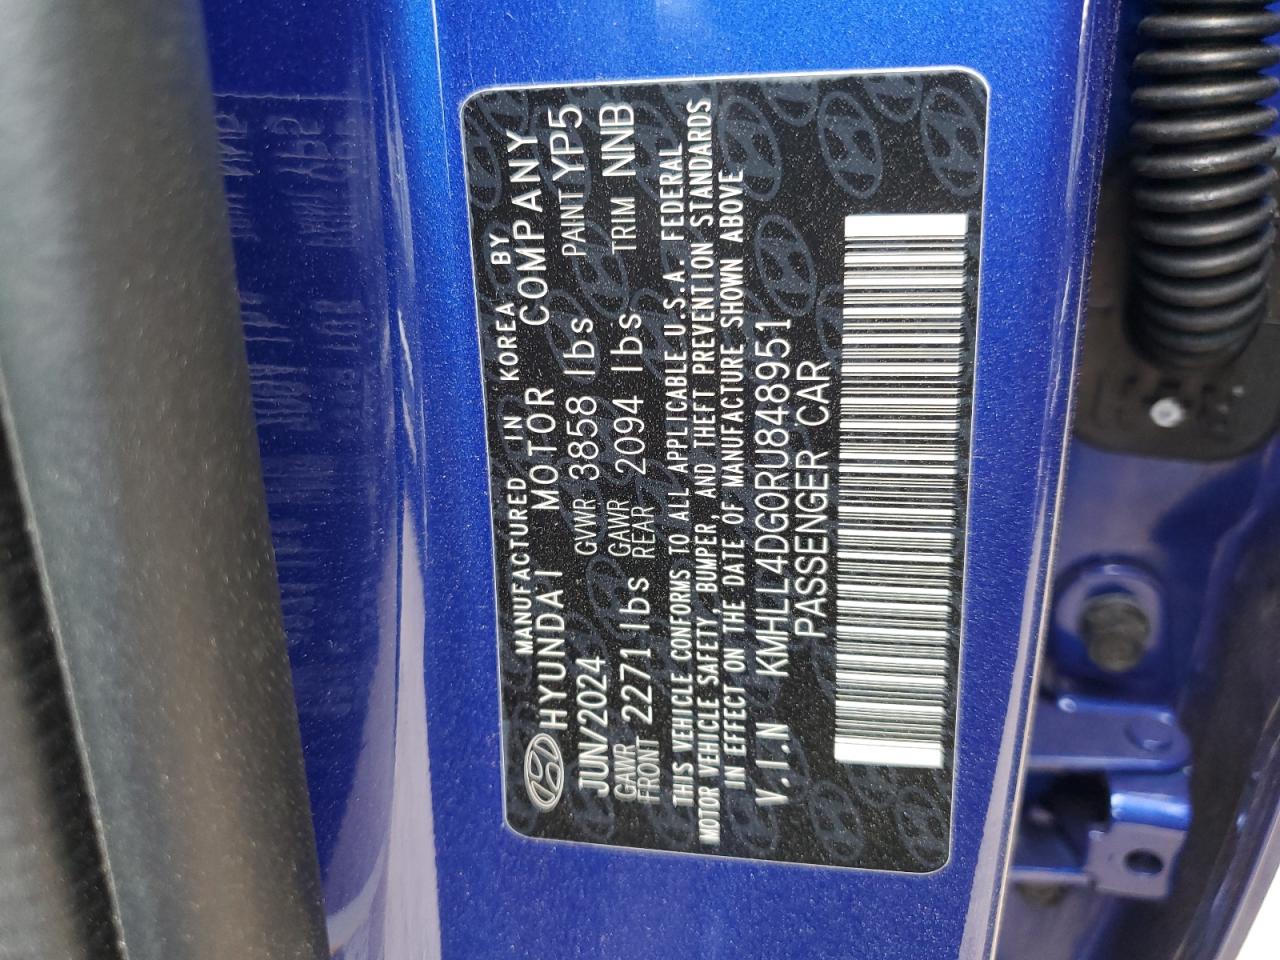 MANUFACTURED IN KOREA BY
HYUNDAI MOTOR COMPANY
JUN/2024 GVWR 3858 lbs PAINT YP5
GAWR FRONT 2271 lbs GAWR REAR 2094 lbs TRIM NNB
THIS VEHICLE CONFORMS TO ALL APPLICABLE U.S.A. FEDERAL
MOTOR VEHICLE SAFETY, BUMPER AND THEFT PREVENTION STANDARDS
IN EFFECT ON THE DATE OF MANUFACTURE SHOWN ABOVE
V.I.N KMHLL4DG0RU848951
PASSENGER CAR